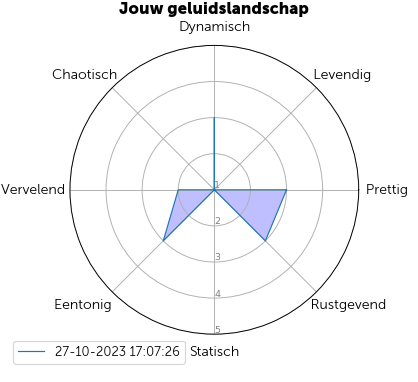 Jouw geluidslandschap
Dynamisch
Chaotisch
Levendig
Vervelend
1
Prettig
2
3
Eentonig
4
Rustgevend
5
27-10-2023 17:07:26
Statisch